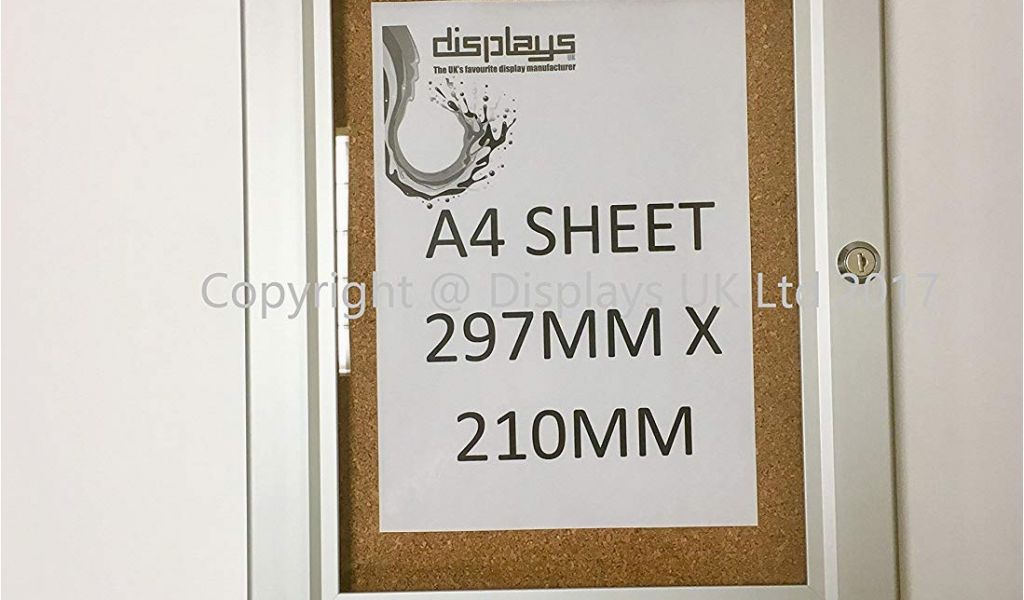 displays
UK
The UK's favourite display manufacturer
A4 SHEET
Copyright @ Displays UK Ltd 2017
297MM X
210MM